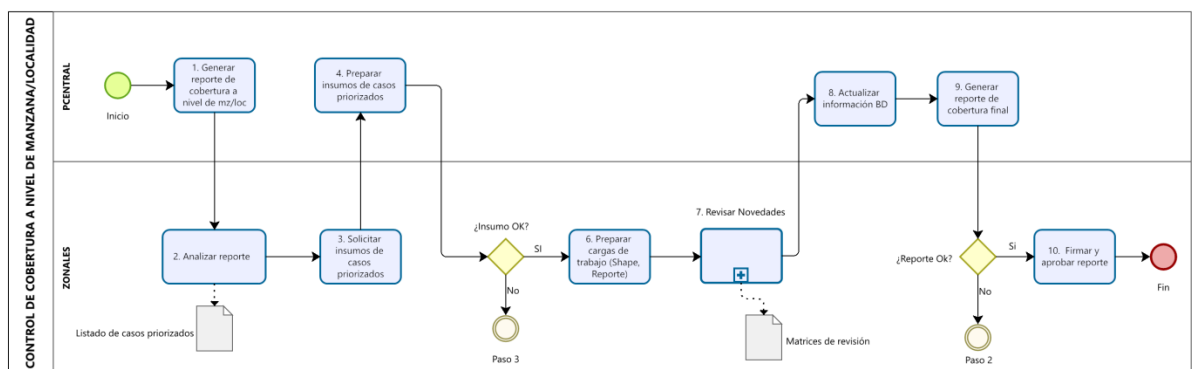 CONTROL DE COBERTURA A NIVEL DE MANZANA/LOCALIDAD
PCENTRAL
Inicio
1. Generar
reporte de
cobertura a
nivel de mz/loc
4. Preparar
insumos de casos
priorizados
8. Actualizar
información BD
9. Generar
reporte de
cobertura final
ZONALES
2. Analizar reporte
Listado de casos priorizados
3. Solicitar
insumos de
casos
priorizados
¿Insumo OK?
SI
No
Paso 3
6. Preparar
cargas de
trabajo (Shape,
Reporte)
7. Revisar Novedades
Matrices de revisión
¿Reporte Ok?
Si
No
Paso 2
10. Firmar y
aprobar reporte
Fin